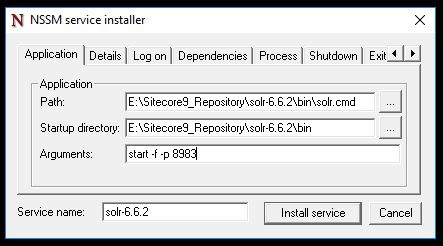 NSSM service installer
Application Details Log on Dependencies Process Shutdown Exit
Application
Path: E:\Sitecore9_Repository\solr-6.6.2\bin\solr.cmd ...
Startup directory: E:\Sitecore9_Repository\solr-6.6.2\bin ...
Arguments: start -f -p 8983
Service name: solr-6.6.2 Install service Cancel